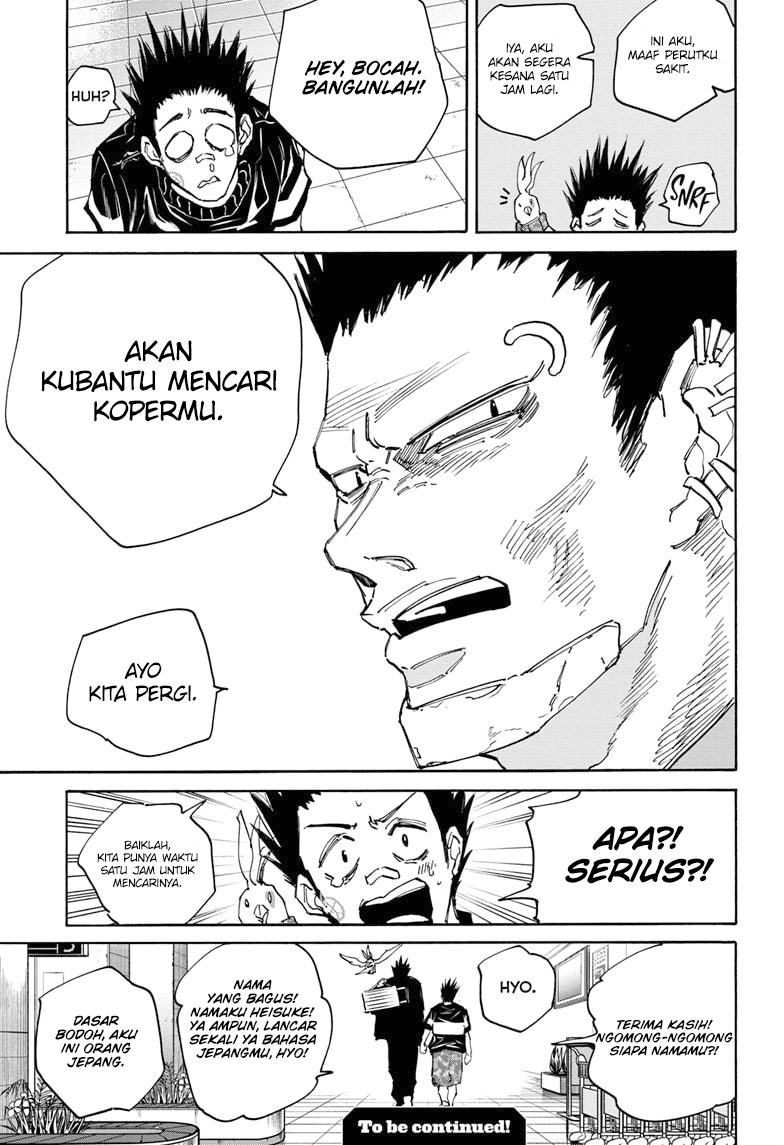 INI AKU,
MAAF PERUTKU
SAKIT.
IYA, AKU
AKAN SEGERA
KESANA SATU
JAM LAGI.
SNRF
HEY, BOCAH.
BANGUNLAH!
HUH?
AKAN
KUBANTU MENCARI
KOPERMU.
AYO
KITA PERGI.
APA?!
SERIUS?!
BAIKLAH,
KITA PUNYA WAKTU
SATU JAM UNTUK
MENCARINYA.
TERIMA KASIH!
NGOMONG-NGOMONG
SIAPA NAMAMU?!
HYO.
NAMA
YANG BAGUS!
NAMAKU HEISUKE!
YA AMPUN, LANCAR
SEKALI YA BAHASA
JEPANGMU, HYO!
DASAR
BODOH, AKU
INI ORANG
JEPANG.
To be continued!